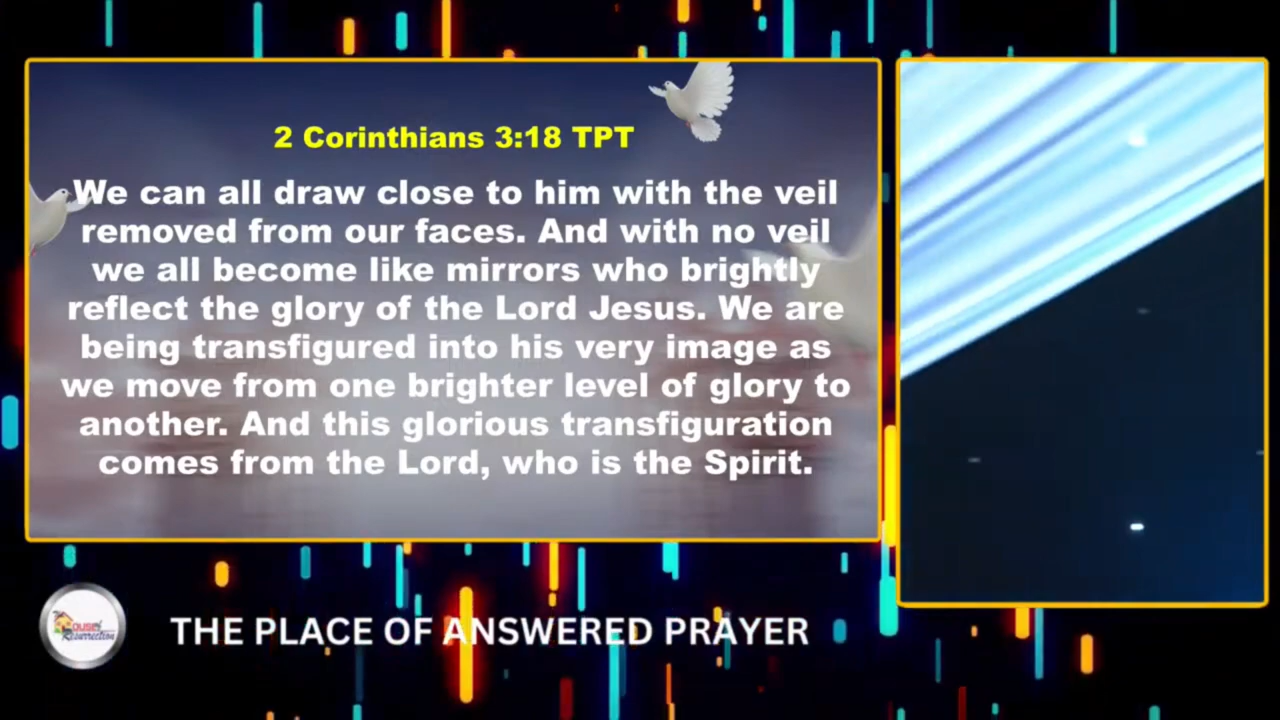 2 Corinthians 3:18 TPT
We can all draw close to him with the veil
removed from our faces. And with no veil
we all become like mirrors who brightly
reflect the glory of the Lord Jesus. We are
being transfigured into his very image as
we move from one brighter level of glory to
another. And this glorious transfiguration
comes from the Lord, who is the Spirit.
House of
Resurrection
THE PLACE OF ANSWERED PRAYER